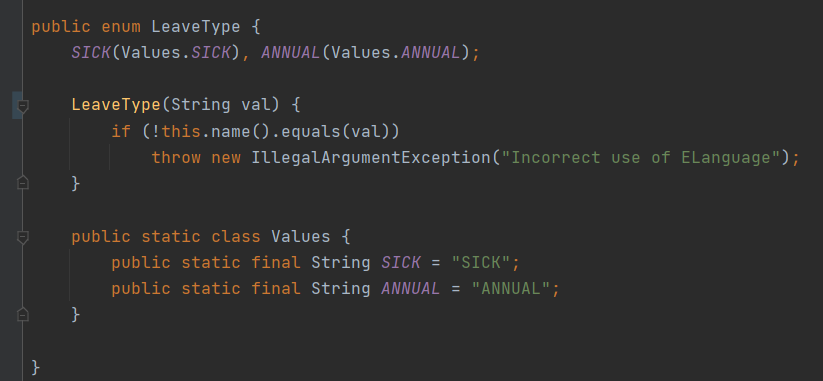 public enum LeaveType {
    SICK(Values.SICK), ANNUAL(Values.ANNUAL);
    LeaveType(String val) {
        if (!this.name().equals(val))
            throw new IllegalArgumentException("Incorrect use of ELanguage");
    }
    public static class Values {
        public static final String SICK = "SICK";
        public static final String ANNUAL = "ANNUAL";
    }
}